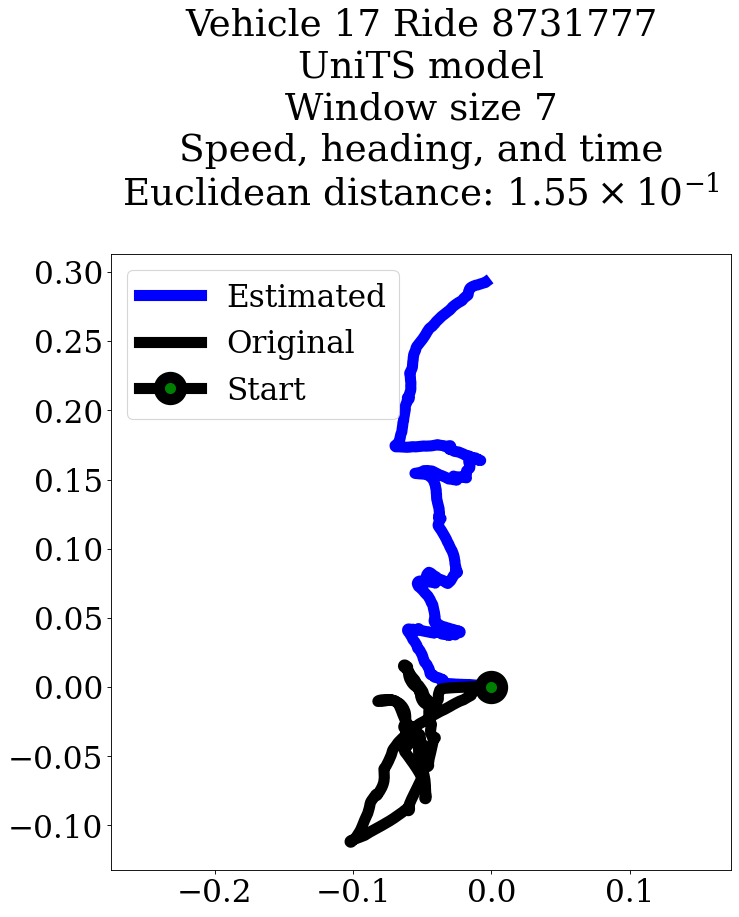 Vehicle 17 Ride 8731777
UniTS model
Window size 7
Speed, heading, and time
Euclidean distance: 1.55 × 10⁻¹
0.30
Estimated
0.25
Original
0.20
Start
0.15
0.10
0.05
0.00
−0.05
−0.10
−0.2 −0.1 0.0 0.1